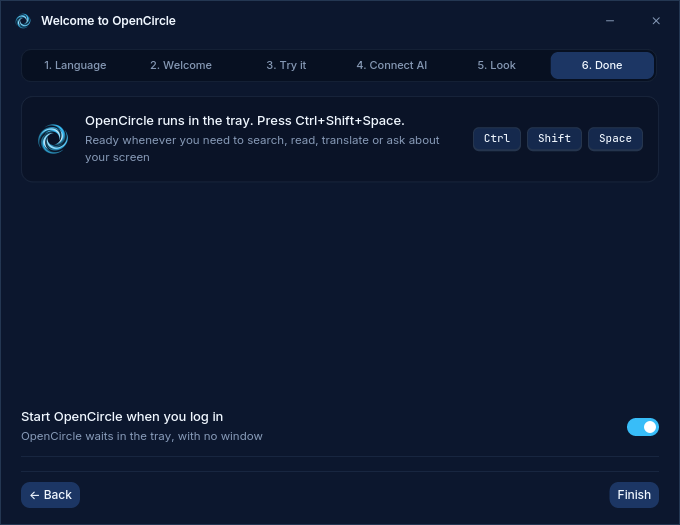 Welcome to OpenCircle
1. Language
2. Welcome
3. Try it
4. Connect AI
5. Look
6. Done
OpenCircle runs in the tray. Press Ctrl+Shift+Space.
Ready whenever you need to search, read, translate or ask about
your screen
Ctrl
Shift
Space
Start OpenCircle when you log in
OpenCircle waits in the tray, with no window
← Back
Finish